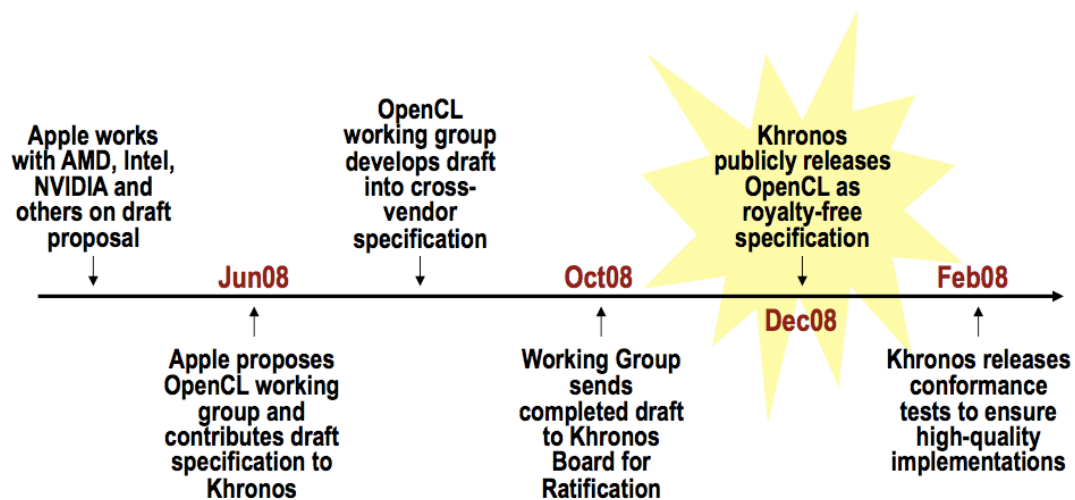 Apple works
with AMD, Intel,
NVIDIA and
others on draft
proposal
OpenCL
working group
develops draft
into cross-
vendor
specification
Khronos
publicly releases
OpenCL as
royalty-free
specification
Jun08
Oct08
Dec08
Feb08
Apple proposes
OpenCL working
group and
contributes draft
specification to
Khronos
Working Group
sends
completed draft
to Khronos
Board for
Ratification
Khronos releases
conformance
tests to ensure
high-quality
implementations